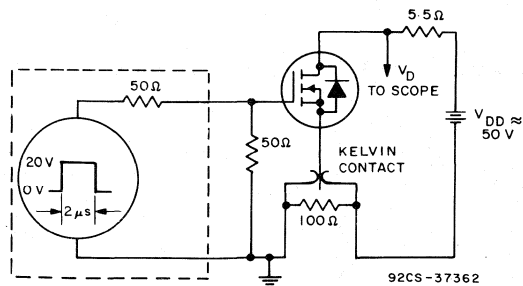 5.5Ω
50Ω
V_D
TO SCOPE
V_DD ≈
50 V
50Ω
20V
0V
2μs
KELVIN
CONTACT
100Ω
92CS-37362